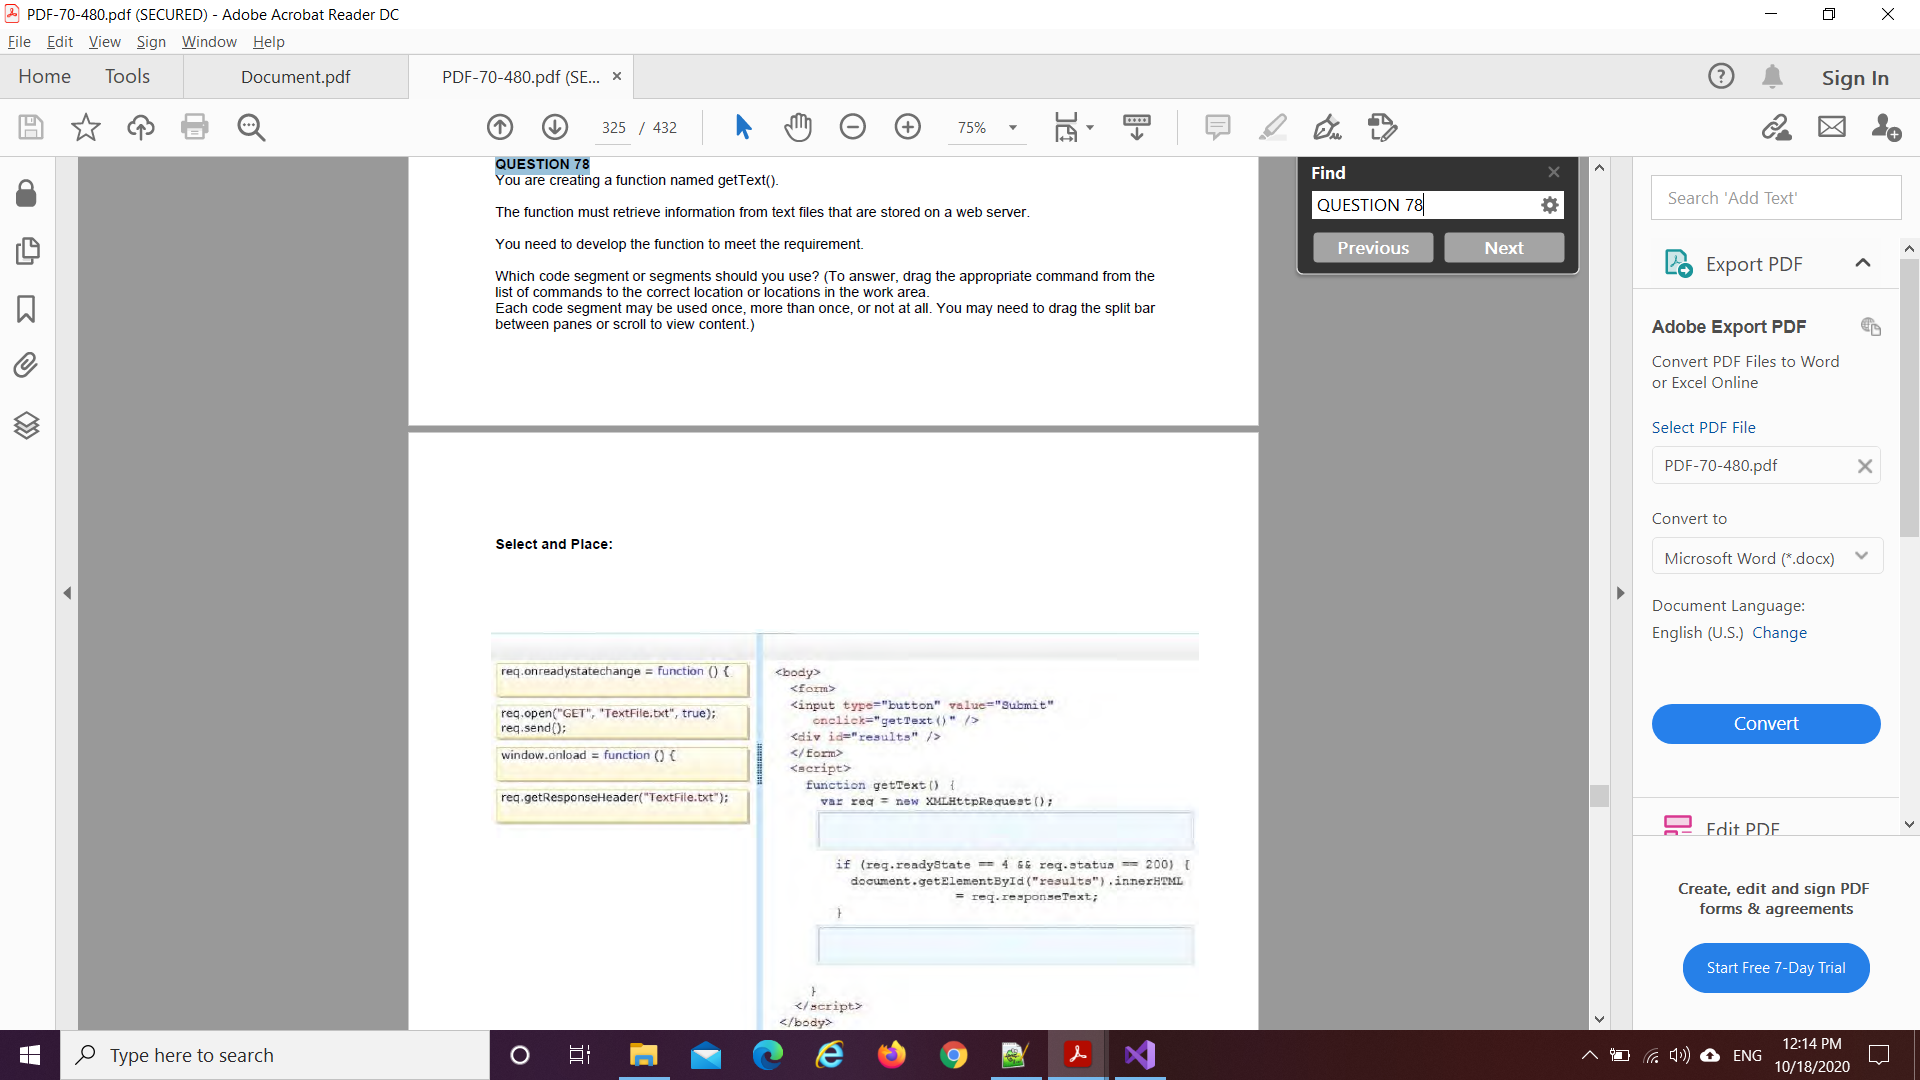 PDF-70-480.pdf (SECURED) - Adobe Acrobat Reader DC
File Edit View Sign Window Help
Home Tools Document.pdf PDF-70-480.pdf (SE... ×
Sign In
325 / 432 75%
QUESTION 78
You are creating a function named getText().
The function must retrieve information from text files that are stored on a web server.
You need to develop the function to meet the requirement.
Which code segment or segments should you use? (To answer, drag the appropriate command from the
list of commands to the correct location or locations in the work area.
Each code segment may be used once, more than once, or not at all. You may need to drag the split bar
between panes or scroll to view content.)
Select and Place:
req.onreadystatechange = function () {
req.open("GET", "TextFile.txt", true);
req.send();
window.onload = function () {
req.getResponseHeader("TextFile.txt");
<body>
<form>
<input type="button" value="Submit"
onclick="getText()" />
<div id="results" />
</form>
<script>
function getText() {
var req = new XMLHttpRequest();
if (req.readyState == 4 && req.status == 200) {
document.getElementById("results").innerHTML
= req.responseText;
}
}
</script>
</body>
Find
QUESTION 78
Previous Next
Search 'Add Text'
Export PDF
Adobe Export PDF
Convert PDF Files to Word
or Excel Online
Select PDF File
PDF-70-480.pdf
Convert to
Microsoft Word (*.docx)
Document Language:
English (U.S.) Change
Convert
Edit PDF
Create, edit and sign PDF
forms & agreements
Start Free 7-Day Trial
Type here to search
ENG
12:14 PM
10/18/2020